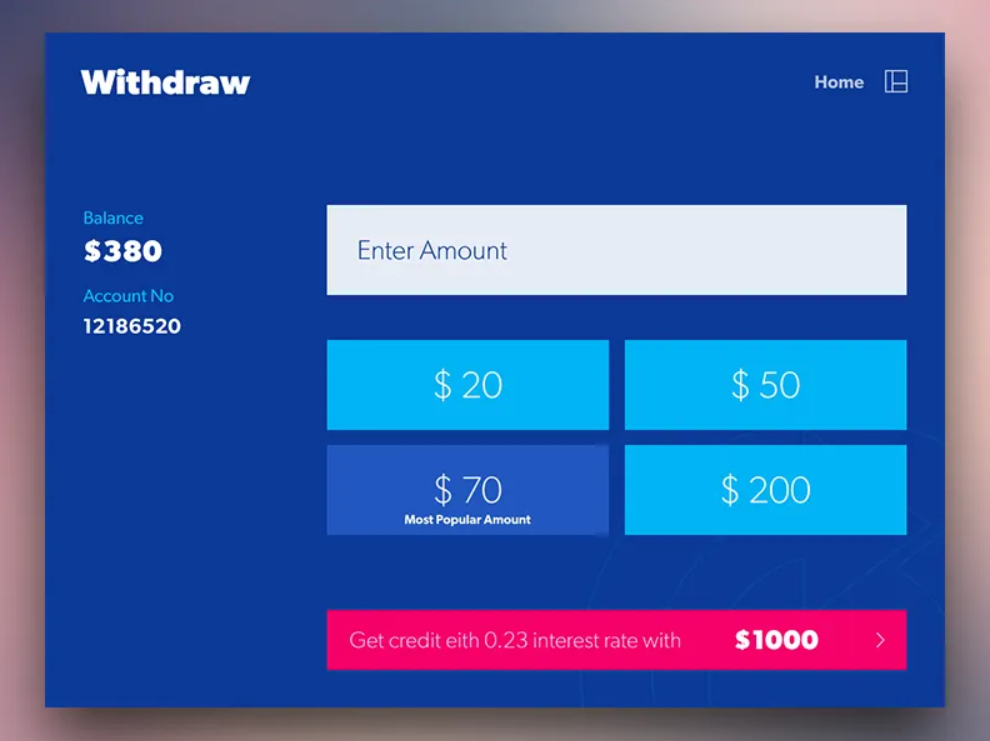 Withdraw
Home
Balance
$380
Account No
12186520
Enter Amount
$ 20
$ 50
$ 70
Most Popular Amount
$ 200
Get credit eith 0.23 interest rate with $1000